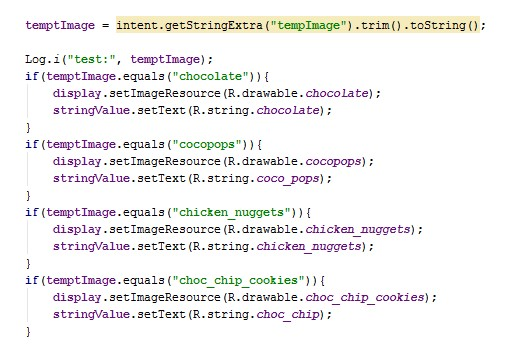 temptImage = intent.getStringExtra("tempImage").trim().toString();
Log.i("test:", temptImage);
if(temptImage.equals("chocolate")){
display.setImageResource(R.drawable.chocolate);
stringValue.setText(R.string.chocolate);
}
if(temptImage.equals("cocopops")){
display.setImageResource(R.drawable.cocopops);
stringValue.setText(R.string.coco_pops);
}
if(temptImage.equals("chicken_nuggets")){
display.setImageResource(R.drawable.chicken_nuggets);
stringValue.setText(R.string.chicken_nuggets);
}
if(temptImage.equals("choc_chip_cookies")){
display.setImageResource(R.drawable.choc_chip_cookies);
stringValue.setText(R.string.choc_chip);
}